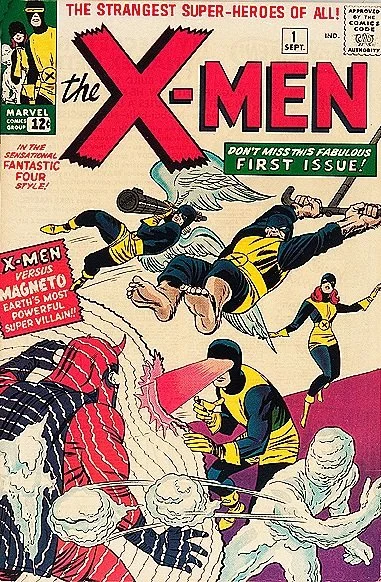 THE STRANGEST SUPER-HEROES OF ALL!
APPROVED
BY THE
COMICS
CODE
AUTHORITY
MARVEL
COMICS
GROUP
12¢
IND.
1
SEPT.
the X-MEN
IN THE
SENSATIONAL
FANTASTIC
FOUR
STYLE!
DON'T MISS THIS FABULOUS
FIRST ISSUE!
X-MEN
VERSUS
MAGNETO
EARTH'S MOST
POWERFUL
SUPER VILLAIN!!